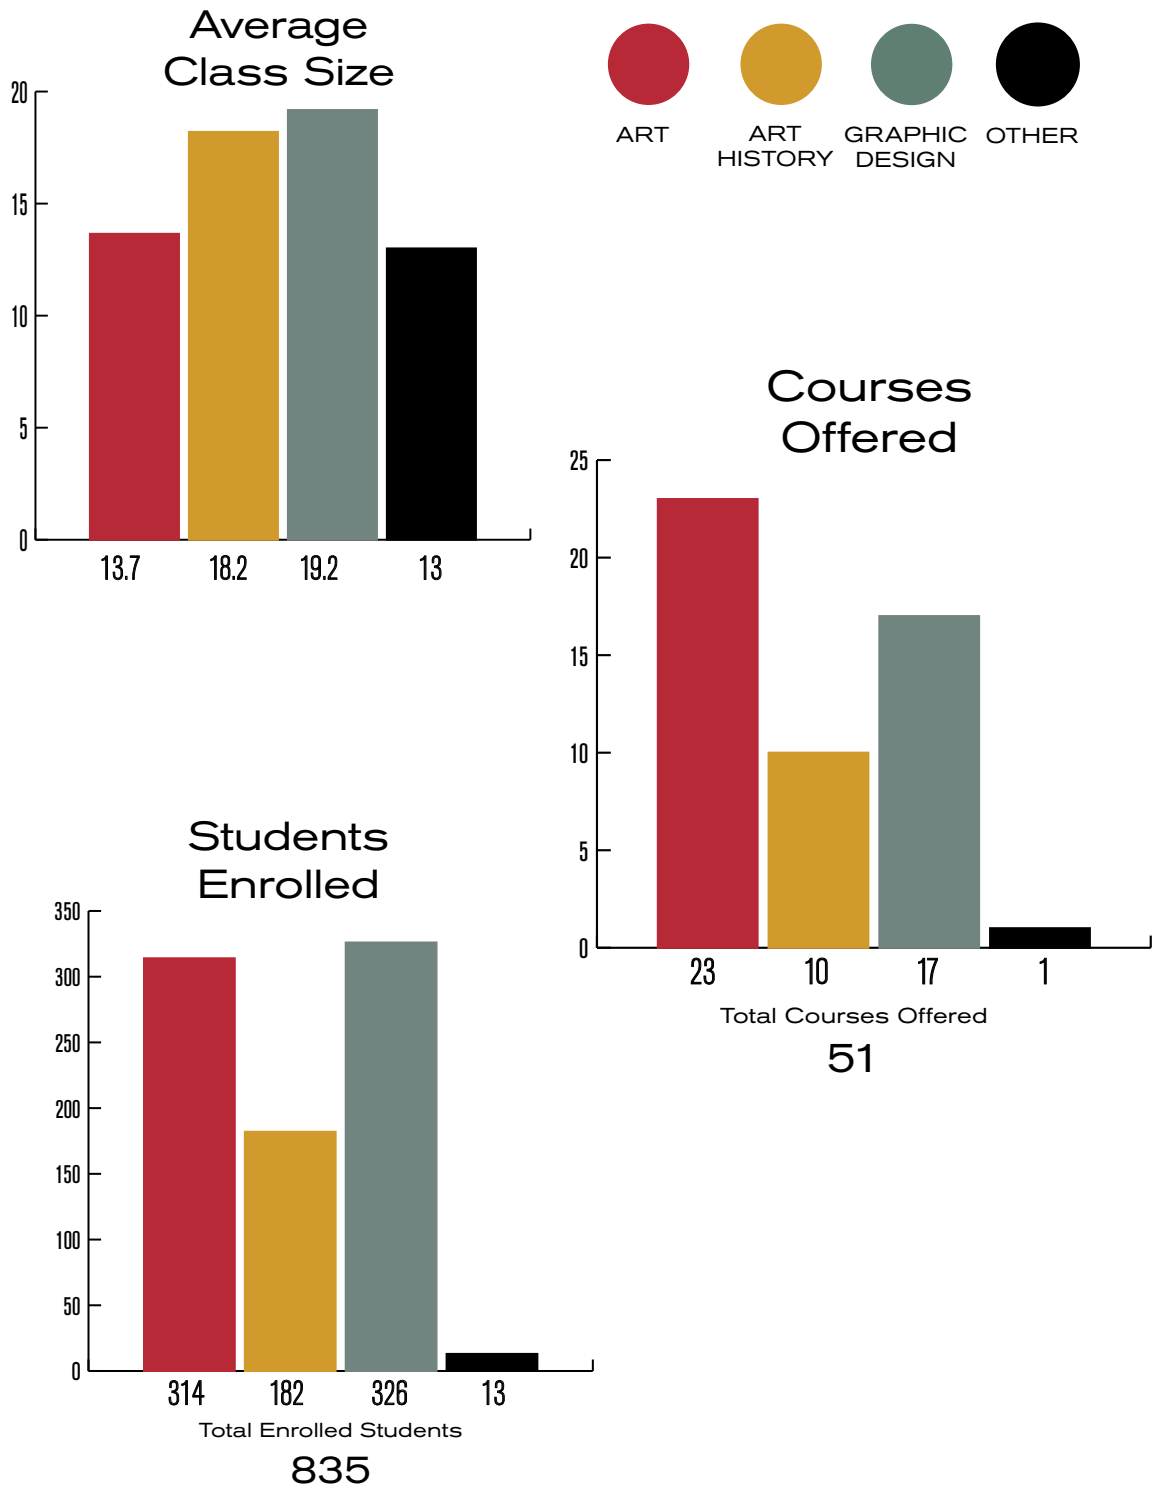 Average
Class Size
20
15
10
5
0
13.7 18.2 19.2 13
ART
ART
HISTORY
GRAPHIC
DESIGN
OTHER
Courses
Offered
25
20
15
10
5
0
23 10 17 1
Total Courses Offered
51
Students
Enrolled
350
300
250
200
150
100
50
0
314 182 326 13
Total Enrolled Students
835